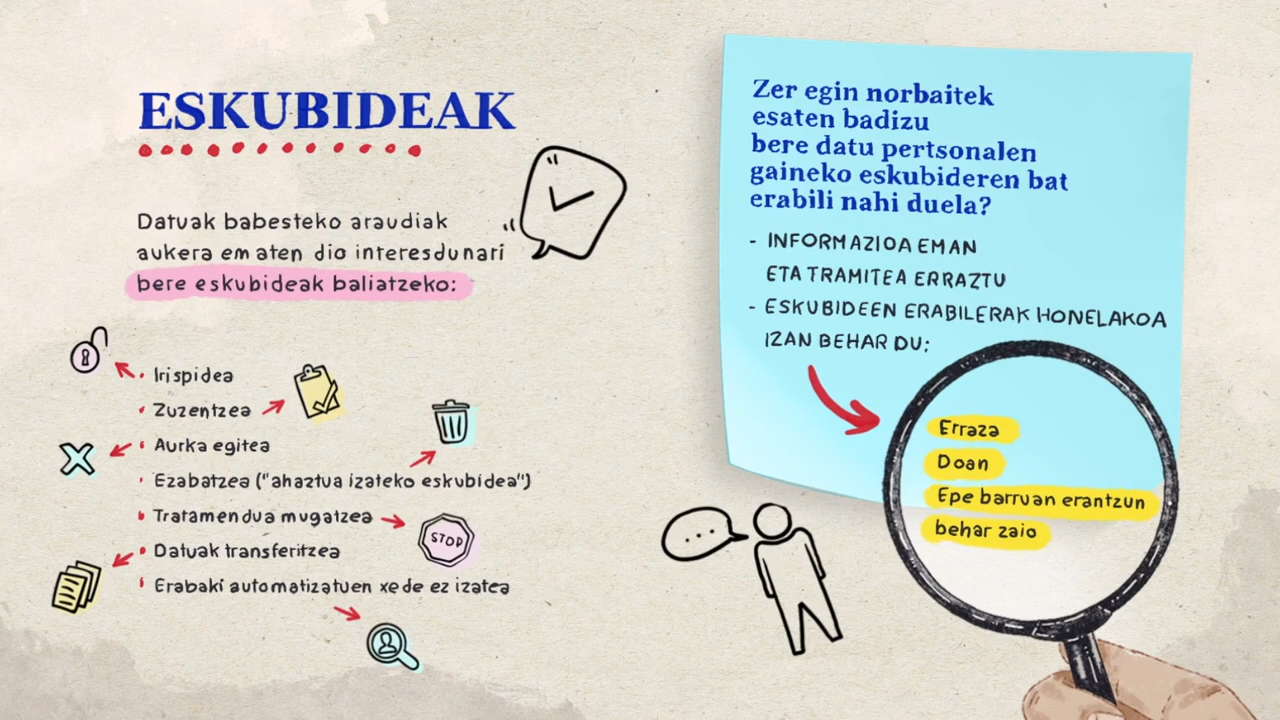 ESKUBIDEAK
Datuak babesteko araudiak
aukera ematen dio interesdunari
bere eskubideak baliatzeko:
• Irispidea
• Zuzentzea
• Aurka egitea
• Ezabatzea ("ahaztua izateko eskubidea")
• Tratamendua mugatzea
STOP
• Datuak transferitzea
• Erabaki automatizatuen xede ez izatea
Zer egin norbaitek
esaten badizu
bere datu pertsonalen
gaineko eskubideren bat
erabili nahi duela?
- INFORMAZIOA EMAN
ETA TRAMITEA ERRAZTU
- ESKUBIDEEN ERABILERAK HONELAKOA
IZAN BEHAR DU:
Erraza
Doan
Epe barruan erantzun
behar zaio